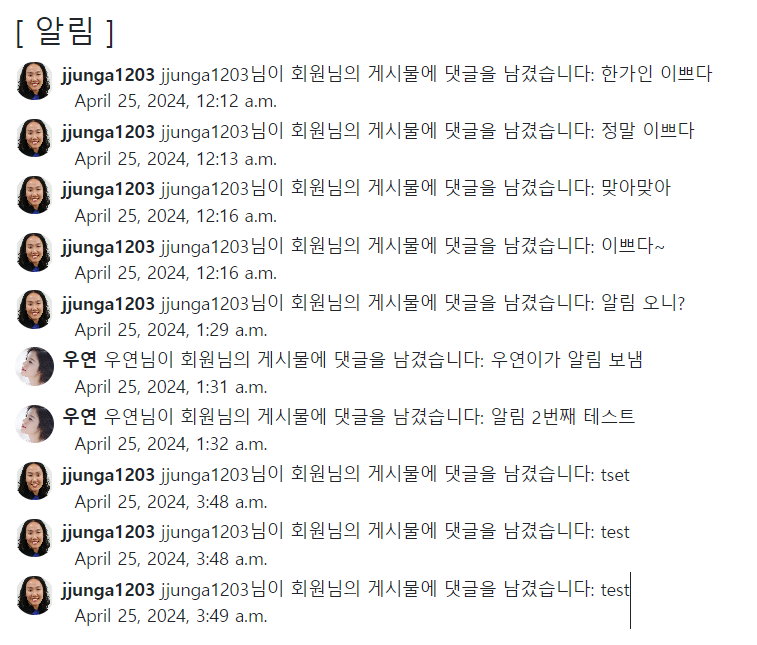 [ 알림 ]
jjunga1203 jjunga1203님이 회원님의 게시물에 댓글을 남겼습니다: 한가인 이쁘다
April 25, 2024, 12:12 a.m.
jjunga1203 jjunga1203님이 회원님의 게시물에 댓글을 남겼습니다: 정말 이쁘다
April 25, 2024, 12:13 a.m.
jjunga1203 jjunga1203님이 회원님의 게시물에 댓글을 남겼습니다: 맞아맞아
April 25, 2024, 12:16 a.m.
jjunga1203 jjunga1203님이 회원님의 게시물에 댓글을 남겼습니다: 이쁘다~
April 25, 2024, 12:16 a.m.
jjunga1203 jjunga1203님이 회원님의 게시물에 댓글을 남겼습니다: 알림 오니?
April 25, 2024, 1:29 a.m.
우연 우연님이 회원님의 게시물에 댓글을 남겼습니다: 우연이가 알림 보냄
April 25, 2024, 1:31 a.m.
우연 우연님이 회원님의 게시물에 댓글을 남겼습니다: 알림 2번째 테스트
April 25, 2024, 1:32 a.m.
jjunga1203 jjunga1203님이 회원님의 게시물에 댓글을 남겼습니다: tset
April 25, 2024, 3:48 a.m.
jjunga1203 jjunga1203님이 회원님의 게시물에 댓글을 남겼습니다: test
April 25, 2024, 3:48 a.m.
jjunga1203 jjunga1203님이 회원님의 게시물에 댓글을 남겼습니다: test
April 25, 2024, 3:49 a.m.